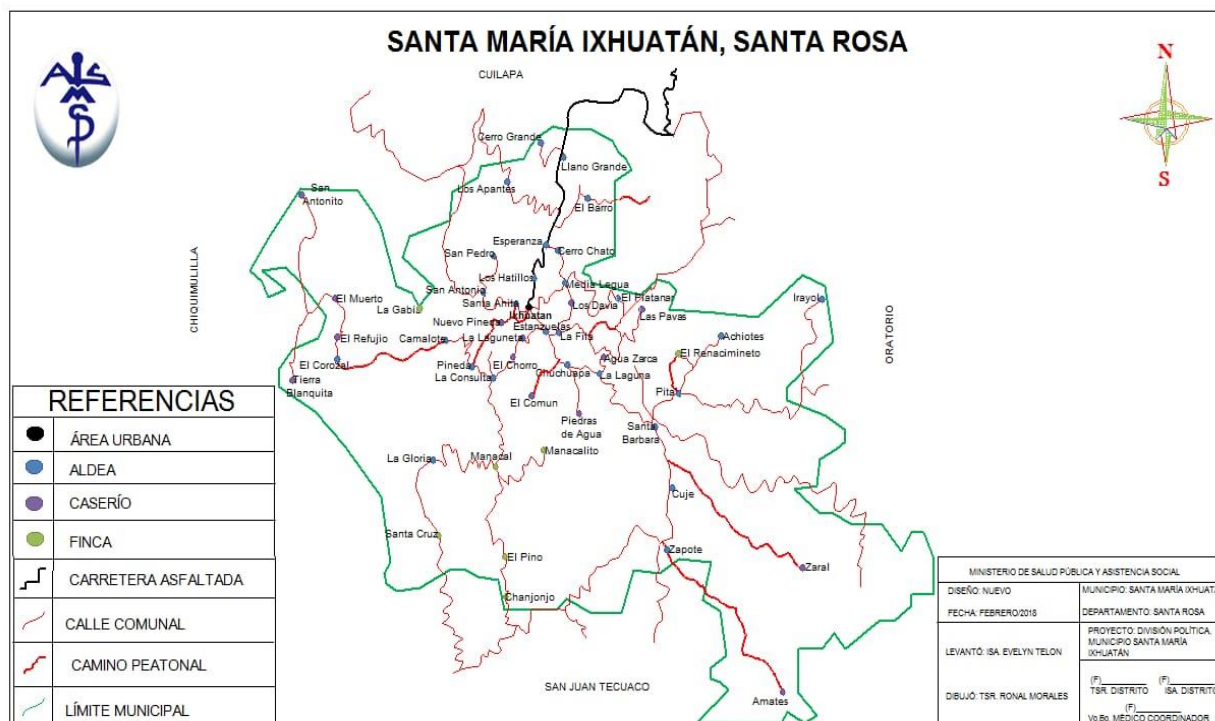 SANTA MARÍA IXHUATÁN, SANTA ROSA
CUILAPA
N
S
CHIQUIMULILLA
ORATORIO
SAN JUAN TECUACO
Cerro Grande
Llano Grande
Los Apantes
El Barro
San
Antonito
Esperanza
Cerro Chato
San Pedro
Los Hatillos
Media Legua
San Antonio
El Platanar
Santa Anita
Los Davia
Irayol
El Muerto
La Gabia
Ixhuatan
Las Pavas
Nuevo Pineda
Estanzuelas
La Fila
Achiotes
El Refujio
Camalote
La Laguneta
El Renacimineto
El Corozal
Pineda
El Chorro
Chuchuapa
Agua Zarca
La Laguna
La Consulta
Tierra
Blanquita
El Comun
Pital
Piedras
de Agua
Santa
Barbara
La Gloria
Manacal
Manacalito
Cuje
Santa Cruz
El Pino
Zapote
Zaral
Chanjonjo
Amates
REFERENCIAS
ÁREA URBANA
ALDEA
CASERÍO
FINCA
CARRETERA ASFALTADA
CALLE COMUNAL
CAMINO PEATONAL
LÍMITE MUNICIPAL
MINISTERIO DE SALUD PÚBLICA Y ASISTENCIA SOCIAL
DISEÑO: NUEVO
MUNICIPIO: SANTA MARÍA IXHUAT
FECHA: FEBRERO/2018
DEPARTAMENTO: SANTA ROSA
LEVANTÓ: ISA. EVELYN TELON
PROYECTO: DIVISIÓN POLÍTICA,
MUNICIPIO SANTA MARÍA
IXHUATÁN
DIBUJÓ: TSR. RONAL MORALES
(F)________ (F)________
TSR. DISTRITO ISA. DISTRITO
(F)________
Vo.Bo. MÉDICO COORDINADOR